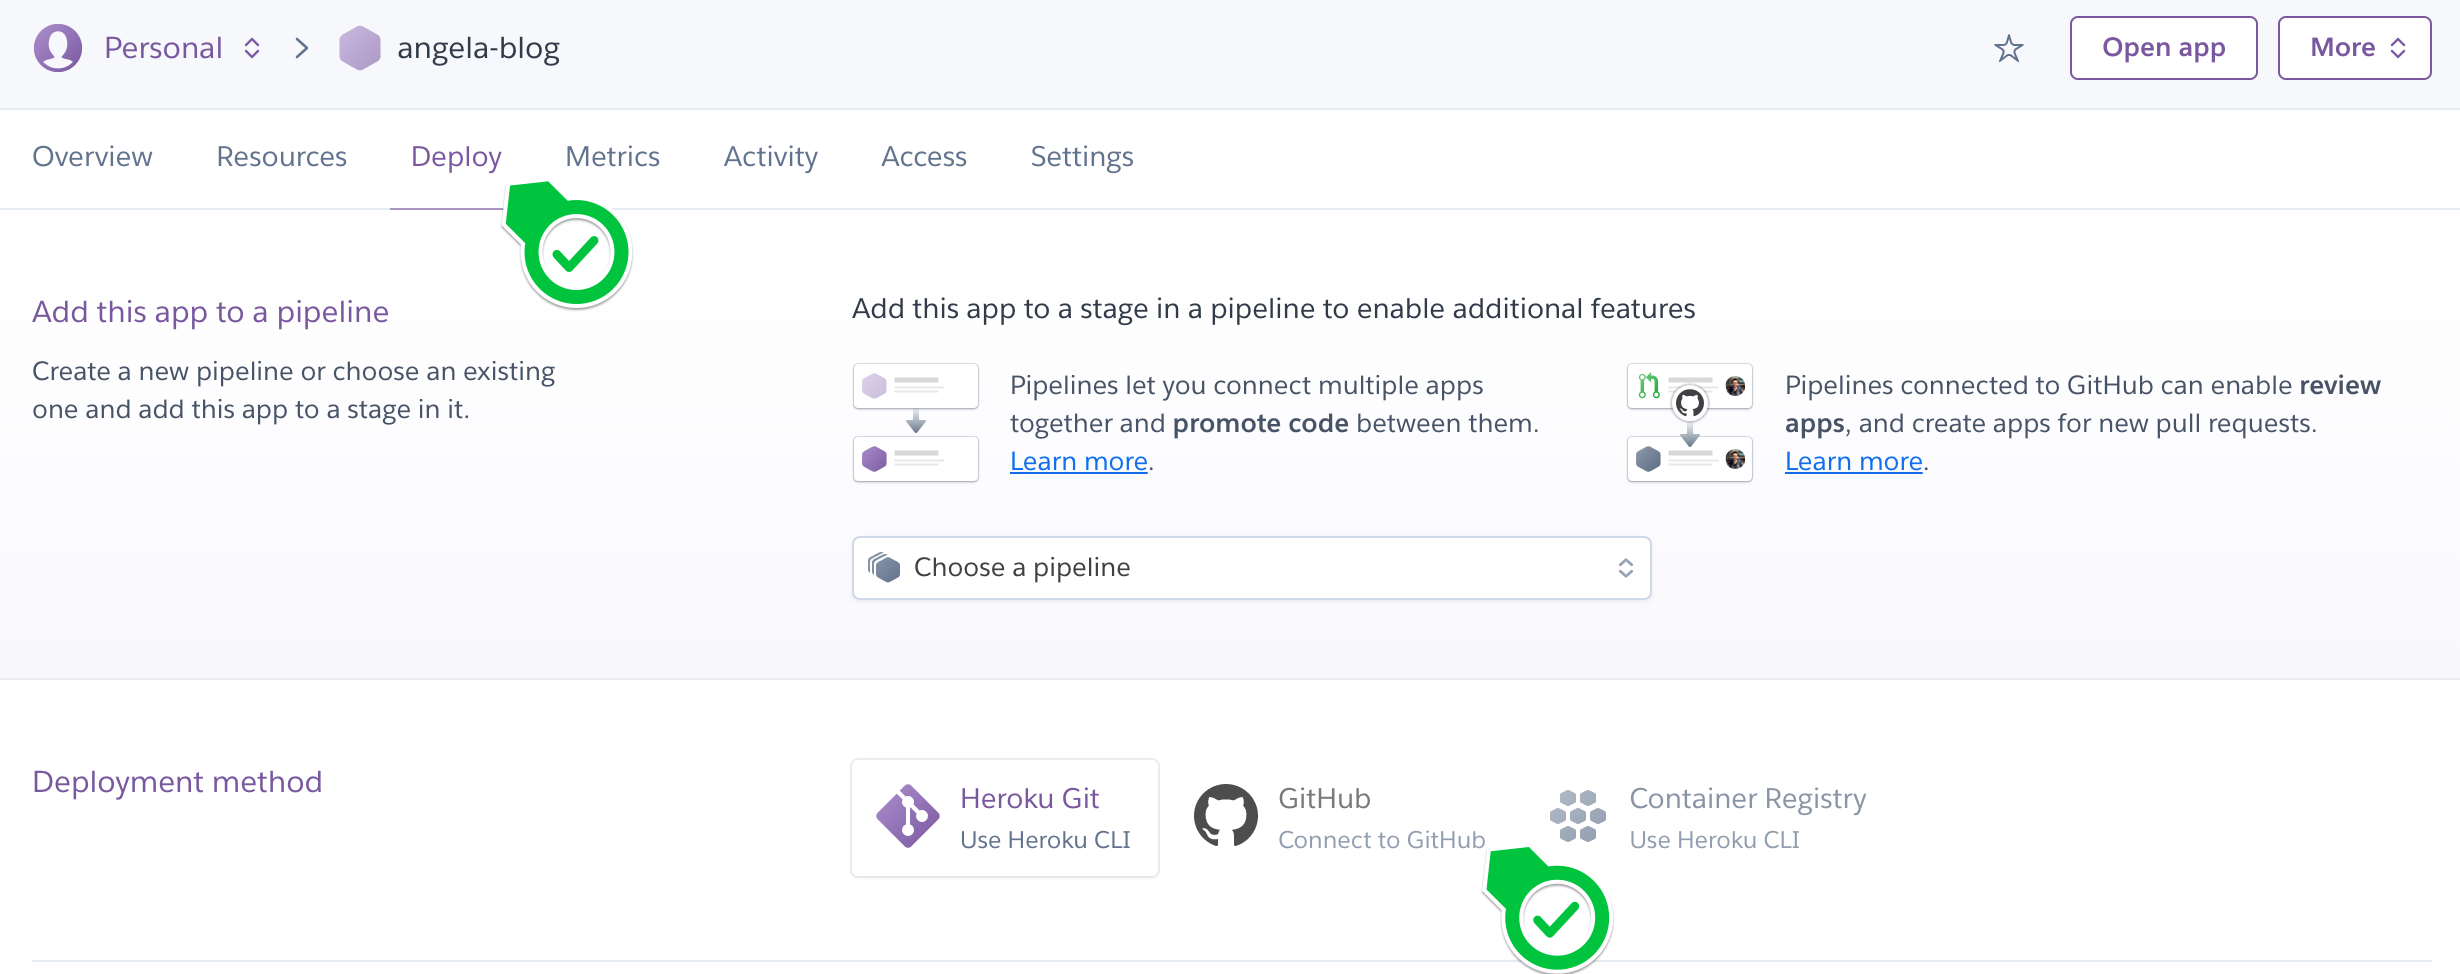 Personal
angela-blog
Open app
More
Overview
Resources
Deploy
Metrics
Activity
Access
Settings
Add this app to a pipeline
Create a new pipeline or choose an existing
one and add this app to a stage in it.
Add this app to a stage in a pipeline to enable additional features
Pipelines let you connect multiple apps
together and promote code between them.
Learn more.
Pipelines connected to GitHub can enable review
apps, and create apps for new pull requests.
Learn more.
Choose a pipeline
Deployment method
Heroku Git
Use Heroku CLI
GitHub
Connect to GitHub
Container Registry
Use Heroku CLI